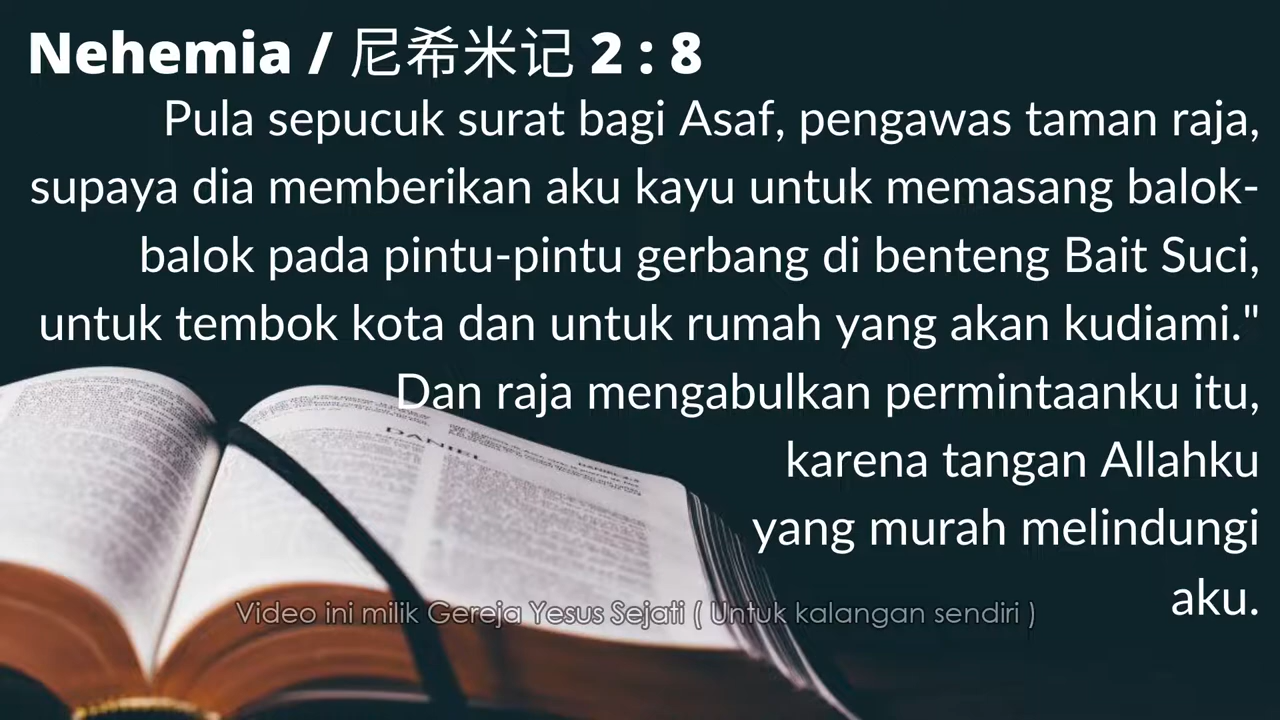 Nehemia / 尼希米记 2 : 8
Pula sepucuk surat bagi Asaf, pengawas taman raja,
supaya dia memberikan aku kayu untuk memasang balok-
balok pada pintu-pintu gerbang di benteng Bait Suci,
untuk tembok kota dan untuk rumah yang akan kudiami."
Dan raja mengabulkan permintaanku itu,
karena tangan Allahku
yang murah melindungi
aku.
DANIEL
Video ini milik Gereja Yesus Sejati ( Untuk kalangan sendiri )